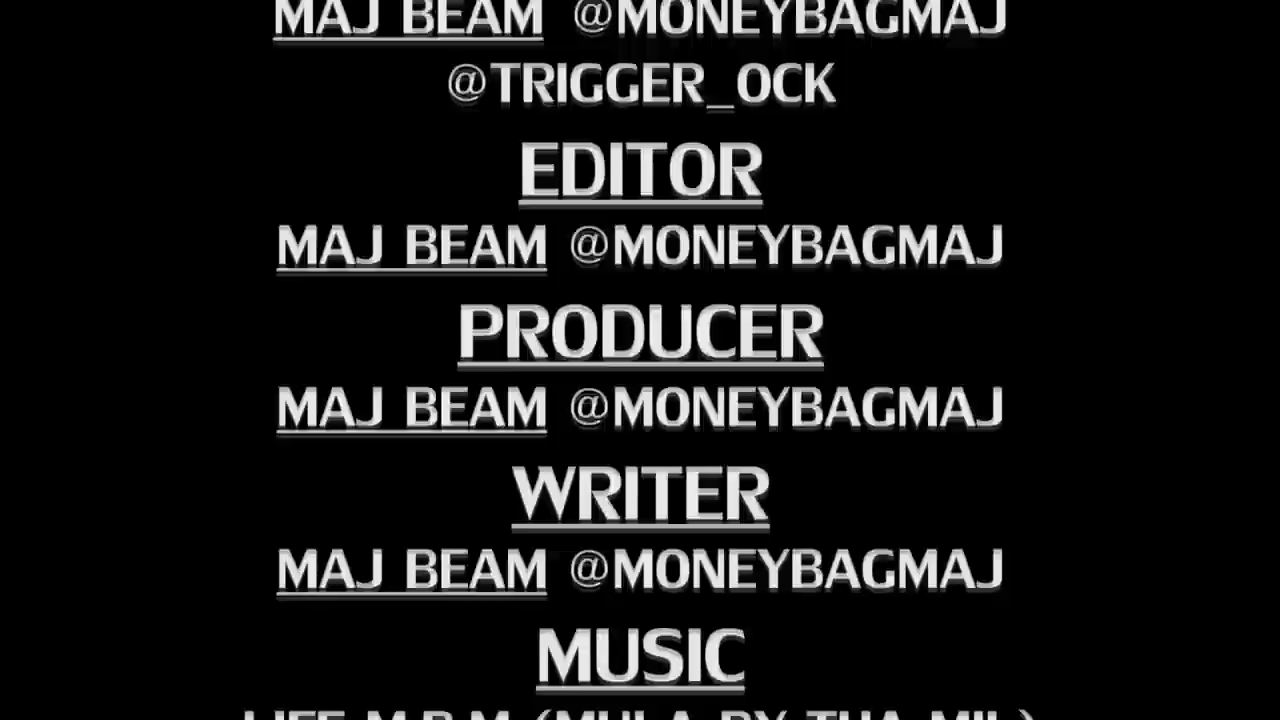 MAJ BEAM @MONEYBAGMAJ
@TRIGGER_OCK
EDITOR
MAJ BEAM @MONEYBAGMAJ
PRODUCER
MAJ BEAM @MONEYBAGMAJ
WRITER
MAJ BEAM @MONEYBAGMAJ
MUSIC